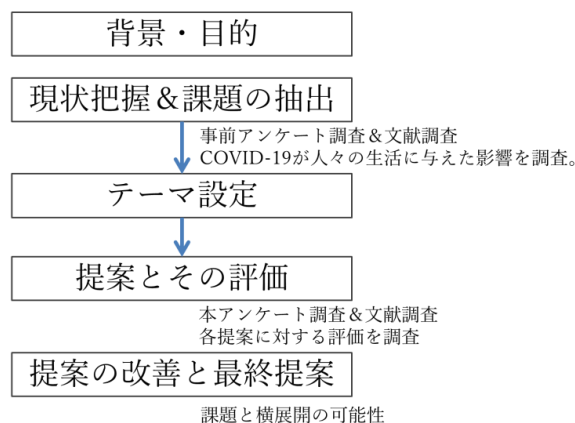 背景・目的
現状把握＆課題の抽出
事前アンケート調査＆文献調査
COVID-19が人々の生活に与えた影響を調査。
テーマ設定
提案とその評価
本アンケート調査＆文献調査
各提案に対する評価を調査
提案の改善と最終提案
課題と横展開の可能性